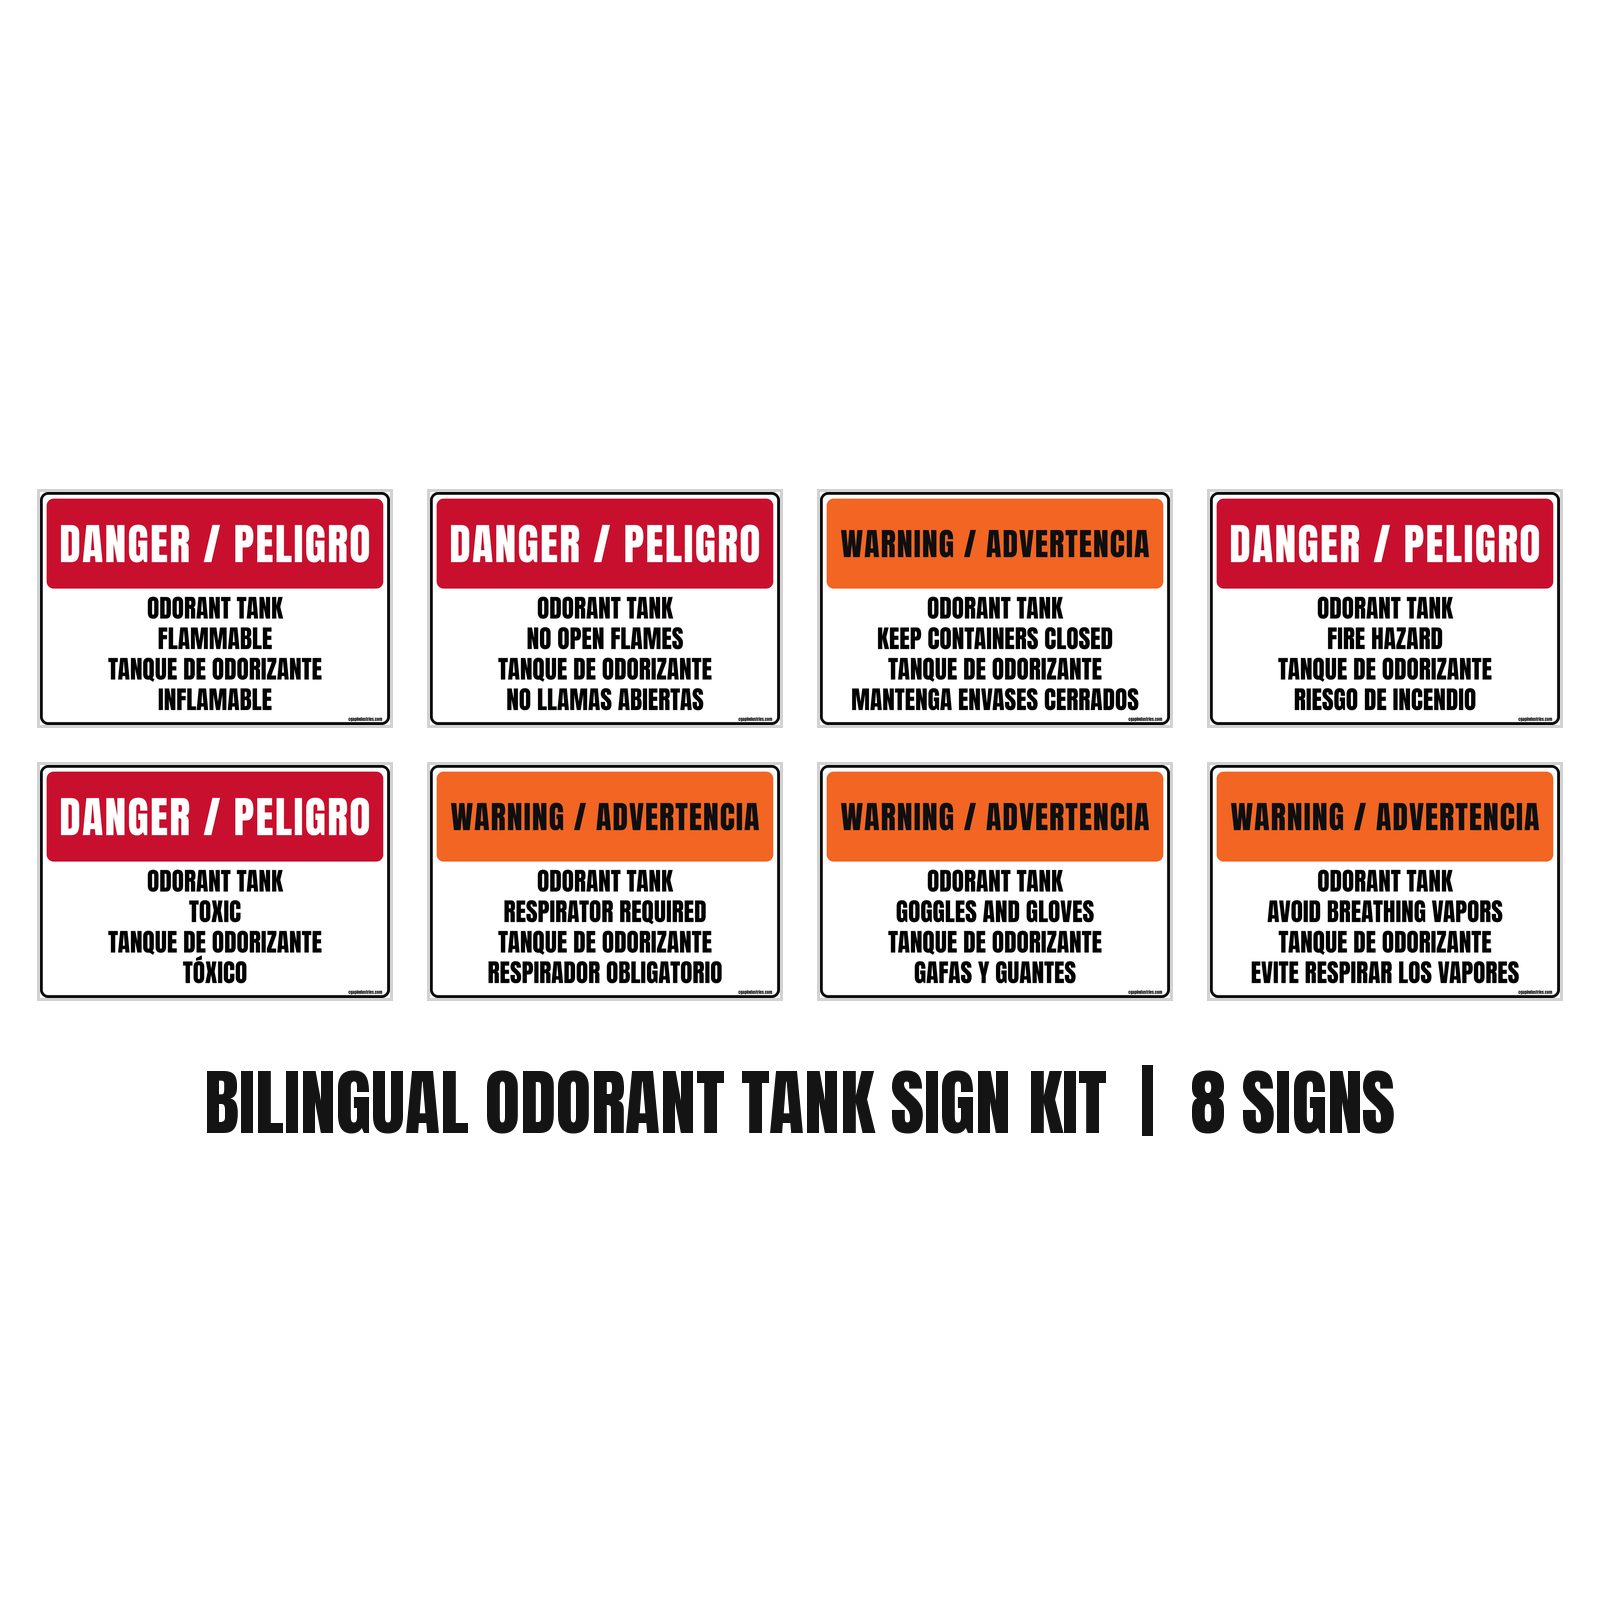 DANGER / PELIGRO
ODORANT TANK
FLAMMABLE
TANQUE DE ODORIZANTE
INFLAMABLE
DANGER / PELIGRO
ODORANT TANK
NO OPEN FLAMES
TANQUE DE ODORIZANTE
NO LLAMAS ABIERTAS
WARNING / ADVERTENCIA
ODORANT TANK
KEEP CONTAINERS CLOSED
TANQUE DE ODORIZANTE
MANTENGA ENVASES CERRADOS
DANGER / PELIGRO
ODORANT TANK
FIRE HAZARD
TANQUE DE ODORIZANTE
RIESGO DE INCENDIO
DANGER / PELIGRO
ODORANT TANK
TOXIC
TANQUE DE ODORIZANTE
TÓXICO
WARNING / ADVERTENCIA
ODORANT TANK
RESPIRATOR REQUIRED
TANQUE DE ODORIZANTE
RESPIRADOR OBLIGATORIO
WARNING / ADVERTENCIA
ODORANT TANK
GOGGLES AND GLOVES
TANQUE DE ODORIZANTE
GAFAS Y GUANTES
WARNING / ADVERTENCIA
ODORANT TANK
AVOID BREATHING VAPORS
TANQUE DE ODORIZANTE
EVITE RESPIRAR LOS VAPORES
BILINGUAL ODORANT TANK SIGN KIT | 8 SIGNS